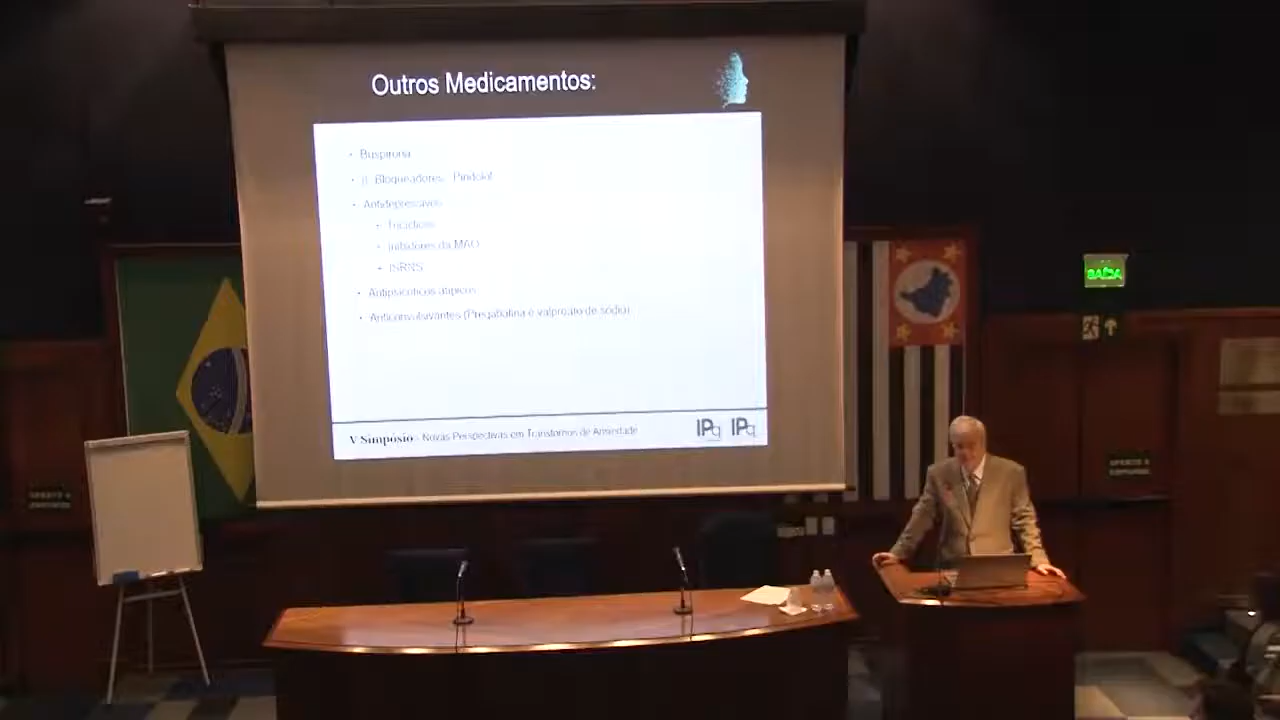 Outros Medicamentos:
• Buspirona
• β- Bloqueadores - Pindolol
• Antidepressivos
• Tricíclicos
• Inibidores da MAO
• ISRNS
• Antipsicóticos atípicos
• Anticonvulsivantes (Pregabalina e valproato de sódio)
V Simpósio - Novas Perspectivas em Transtornos de Ansiedade
IPq IPq
SAÍDA